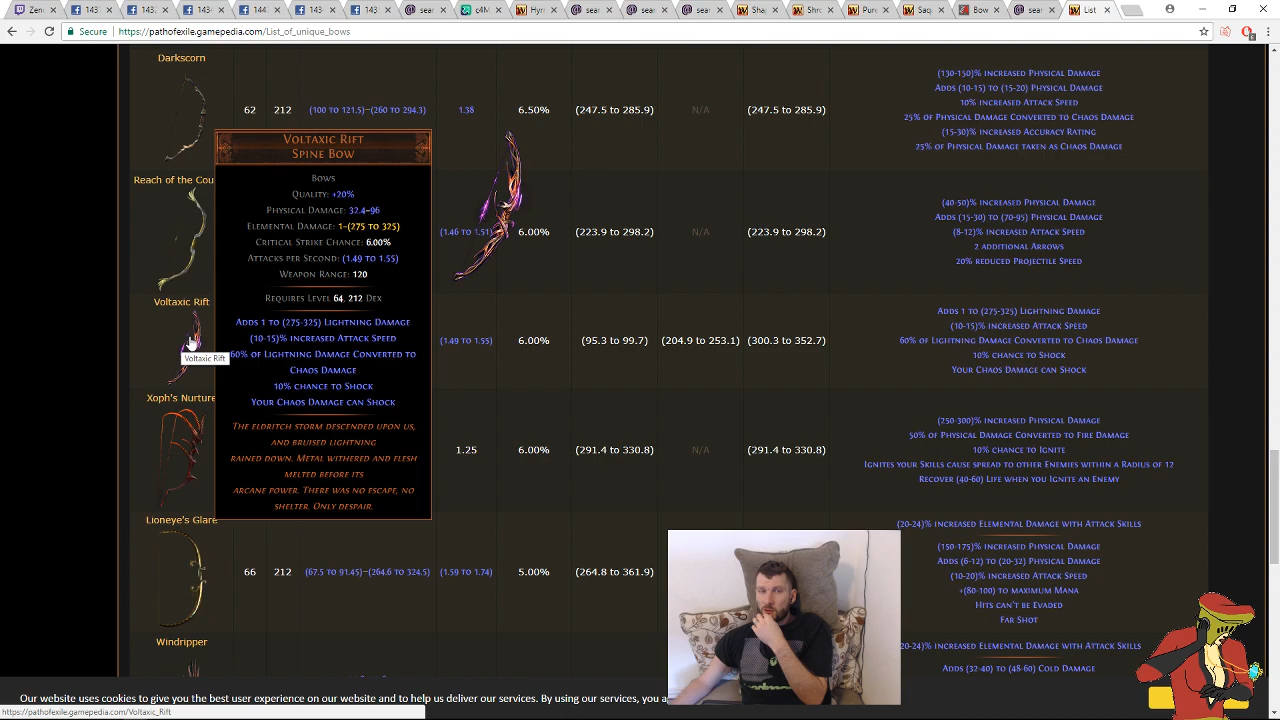 Zem
Face
Face
Face
Face
sear
c4M
Hyri
sear
sear
Sha
Shro
Puri
Saq
Bow
sear
List
Secure https://pathofexile.gamepedia.com/List_of_unique_bows
Darkscorn
62 212 (100 to 121.5)–(260 to 294.3) 1.38 6.50% (247.5 to 285.9) N/A (247.5 to 285.9)
(130-150)% increased Physical Damage
Adds (10-15) to (15-20) Physical Damage
10% increased Attack Speed
25% of Physical Damage Converted to Chaos Damage
(15-30)% increased Accuracy Rating
25% of Physical Damage taken as Chaos Damage
Reach of the Cou
(1.46 to 1.51) 6.00% (223.9 to 298.2) N/A (223.9 to 298.2)
(40-50)% increased Physical Damage
Adds (15-30) to (70-95) Physical Damage
(8-12)% increased Attack Speed
2 additional Arrows
20% reduced Projectile Speed
Voltaxic Rift
Spine Bow
Bows
Quality: +20%
Physical Damage: 32.4–96
Elemental Damage: 1–(275 to 325)
Critical Strike Chance: 6.00%
Attacks per Second: (1.49 to 1.55)
Weapon Range: 120
Requires Level 64, 212 Dex
Adds 1 to (275-325) Lightning Damage
(10-15)% increased Attack Speed
60% of Lightning Damage Converted to
Chaos Damage
10% chance to Shock
Your Chaos Damage can Shock
The eldritch storm descended upon us,
and bruised lightning
rained down. Metal withered and flesh
melted before its
arcane power. There was no escape, no
shelter. Only despair.
Voltaxic Rift
Voltaxic Rift
(1.49 to 1.55) 6.00% (95.3 to 99.7) (204.9 to 253.1) (300.3 to 352.7)
Adds 1 to (275-325) Lightning Damage
(10-15)% increased Attack Speed
60% of Lightning Damage Converted to Chaos Damage
10% chance to Shock
Your Chaos Damage can Shock
Xoph's Nurture
1.25 6.00% (291.4 to 330.8) N/A (291.4 to 330.8)
(250-300)% increased Physical Damage
50% of Physical Damage Converted to Fire Damage
10% chance to Ignite
Ignites your Skills cause spread to other Enemies within a Radius of 12
Recover (40-60) Life when you Ignite an Enemy
Lioneye's Glare
66 212 (67.5 to 91.45)–(264.6 to 324.5) (1.59 to 1.74) 5.00% (264.8 to 361.9)
(20-24)% increased Elemental Damage with Attack Skills
(150-175)% increased Physical Damage
Adds (6-12) to (20-32) Physical Damage
(10-20)% increased Attack Speed
+(80-100) to maximum Mana
Hits can't be Evaded
Far Shot
Windripper
20-24)% increased Elemental Damage with Attack Skills
Adds (32-40) to (48-60) Cold Damage
Our website uses cookies to give you the best user experience on our website and to help us deliver our services. By using our services, you a
https://pathofexile.gamepedia.com/Voltaxic_Rift